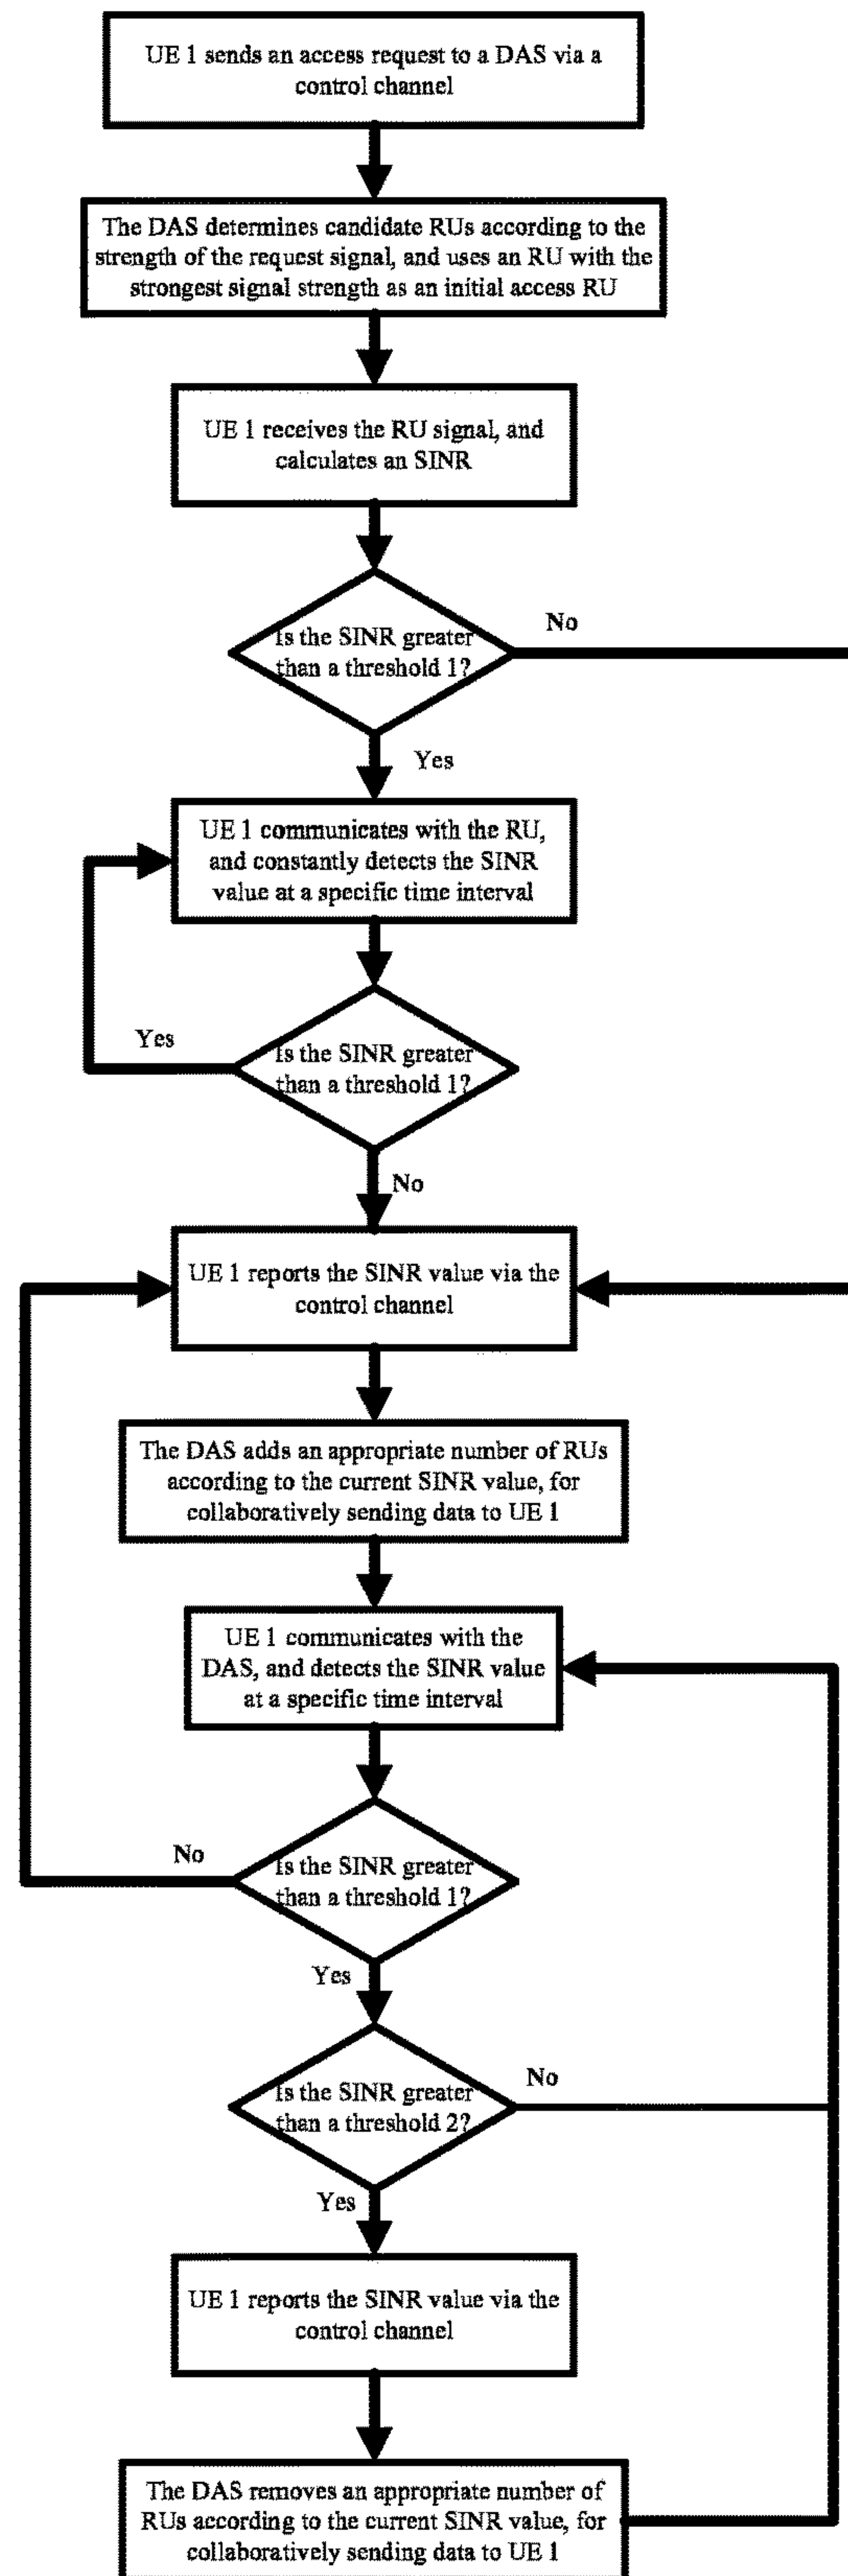 UE 1 sends an access request to a DAS via a
control channel
The DAS determines candidate RUs according to the
strength of the request signal, and uses an RU with the
strongest signal strength as an initial access RU
UE 1 receives the RU signal, and
calculates an SINR
Is the SINR greater
than a threshold 1?
No
Yes
UE 1 communicates with the RU,
and constantly detects the SINR
value at a specific time interval
Is the SINR greater
than a threshold 1?
Yes
No
UE 1 reports the SINR value via the
control channel
The DAS adds an appropriate number of RUs
according to the current SINR value, for
collaboratively sending data to UE 1
UE 1 communicates with the
DAS, and detects the SINR value
at a specific time interval
Is the SINR greater
than a threshold 1?
No
Yes
Is the SINR greater
than a threshold 2?
No
Yes
UE 1 reports the SINR value via the
control channel
The DAS removes an appropriate number of
RUs according to the current SINR value, for
collaboratively sending data to UE 1